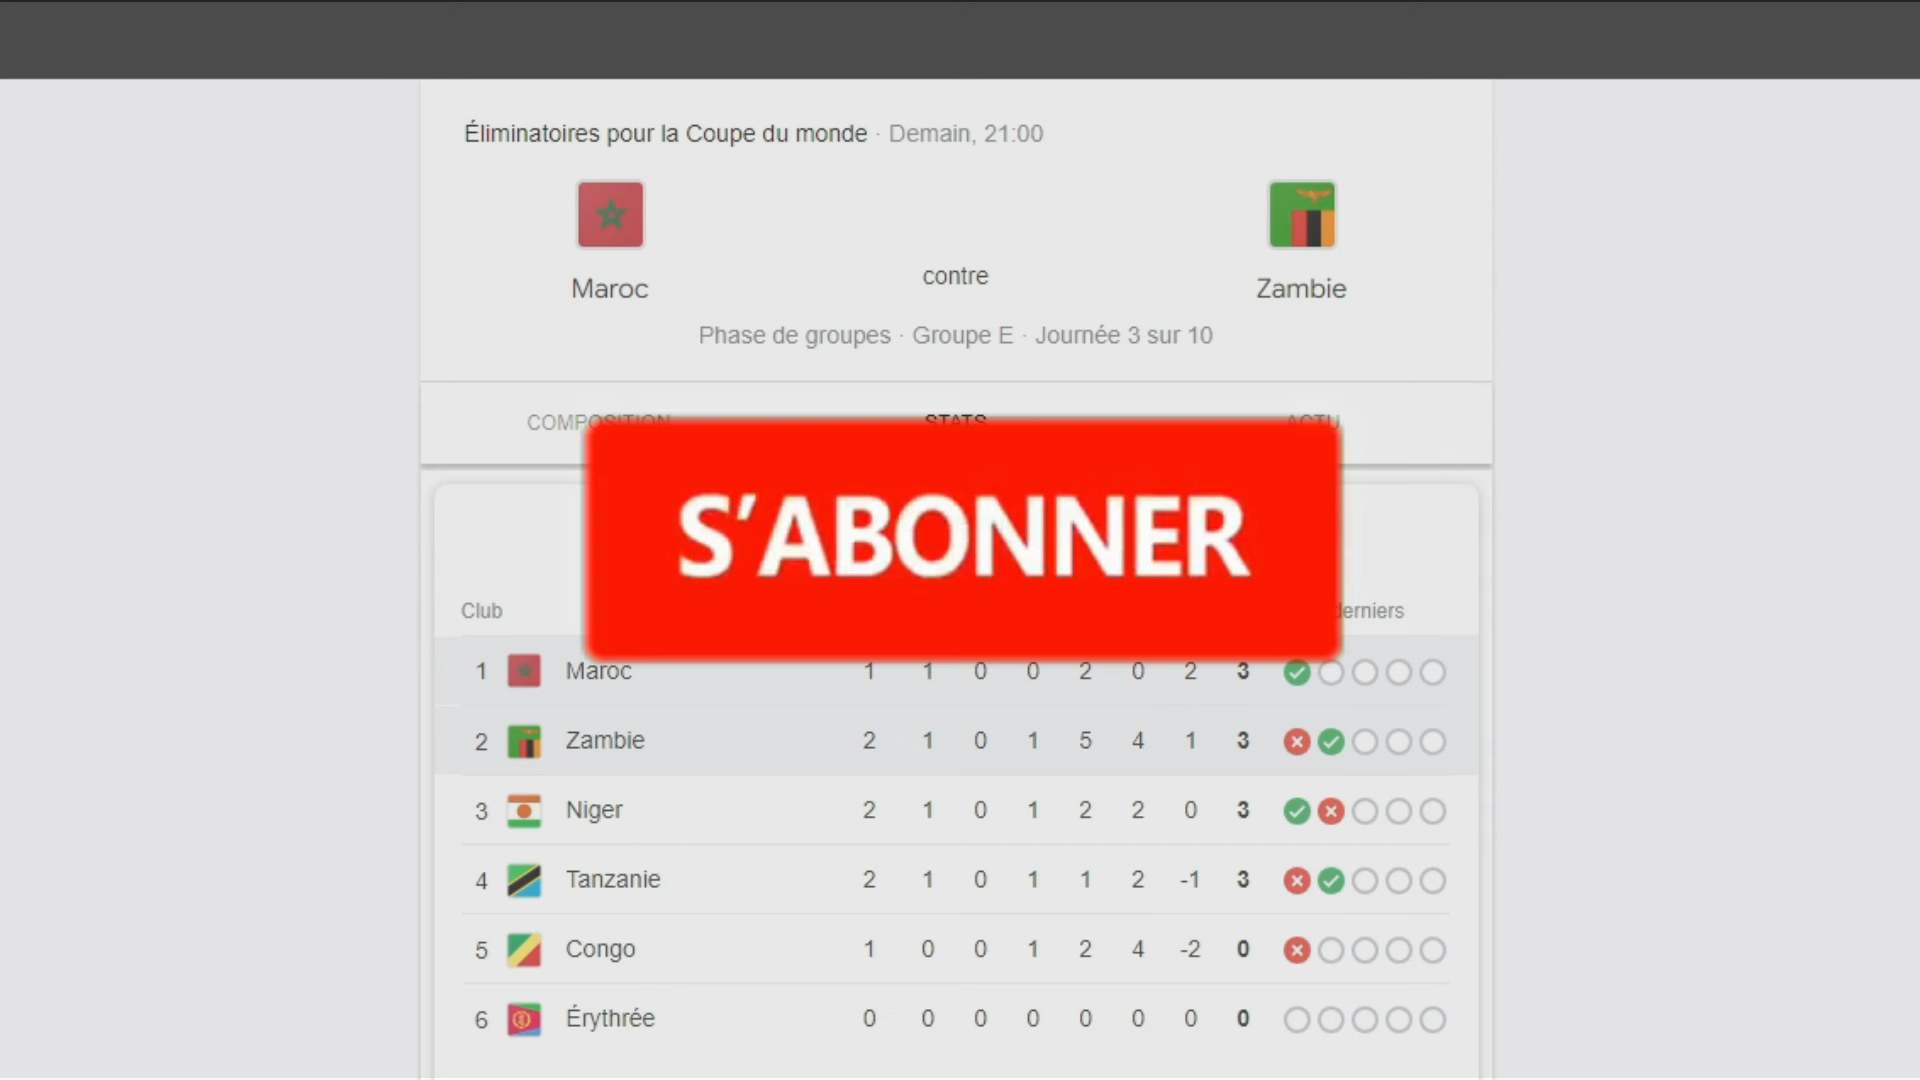 Éliminatoires pour la Coupe du monde · Demain, 21:00
Maroc contre Zambie
Phase de groupes · Groupe E · Journée 3 sur 10
COMPOSITION STATS ACTU
S'ABONNER
Club derniers
1 Maroc 1 1 0 0 2 0 2 3
2 Zambie 2 1 0 1 5 4 1 3
3 Niger 2 1 0 1 2 2 0 3
4 Tanzanie 2 1 0 1 1 2 -1 3
5 Congo 1 0 0 1 2 4 -2 0
6 Érythrée 0 0 0 0 0 0 0 0